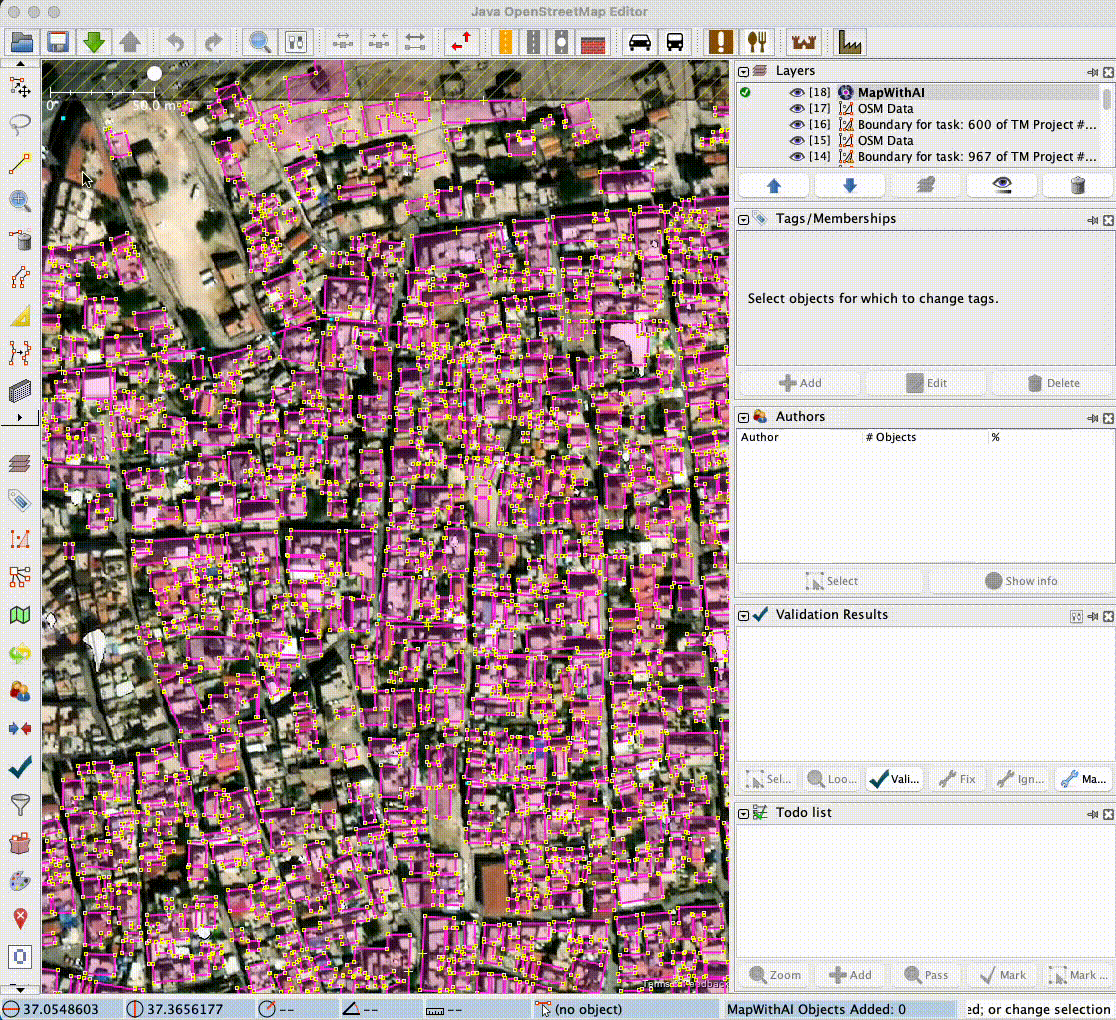 Java OpenStreetMap Editor
0
50.0 m
Layers
[18] MapWithAI
[17] OSM Data
[16] Boundary for task: 600 of TM Project #...
[15] OSM Data
[14] Boundary for task: 967 of TM Project #...
Tags/Memberships
Select objects for which to change tags.
Add
Edit
Delete
Authors
Author # Objects %
Select
Show info
Validation Results
Sel...
Loo...
Vali...
Fix
Ign...
Ma...
Todo list
Zoom
Add
Pass
Mark
Mark ...
Terms of Feedback
37.0548603
37.3656177
--
--
--
(no object)
MapWithAI Objects Added: 0
ed; or change selection